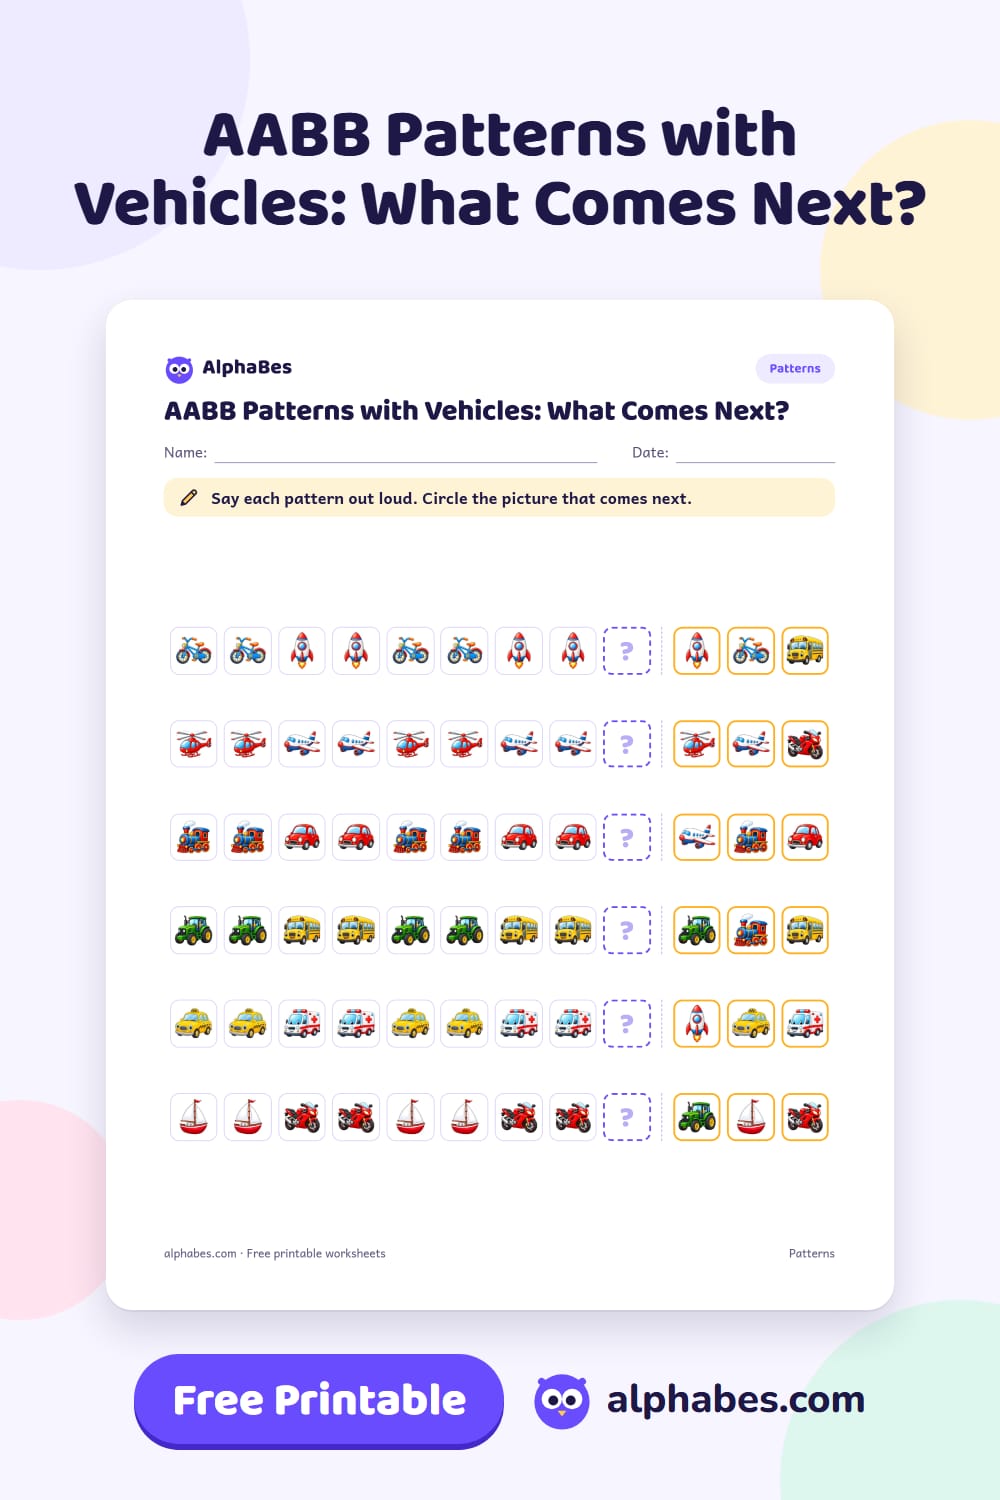 AABB Patterns with
Vehicles: What Comes Next?
AlphaBes
Patterns
AABB Patterns with Vehicles: What Comes Next?
Name:
Date:
Say each pattern out loud. Circle the picture that comes next.
?
?
?
?
?
?
alphabes.com · Free printable worksheets
Patterns
Free Printable
alphabes.com